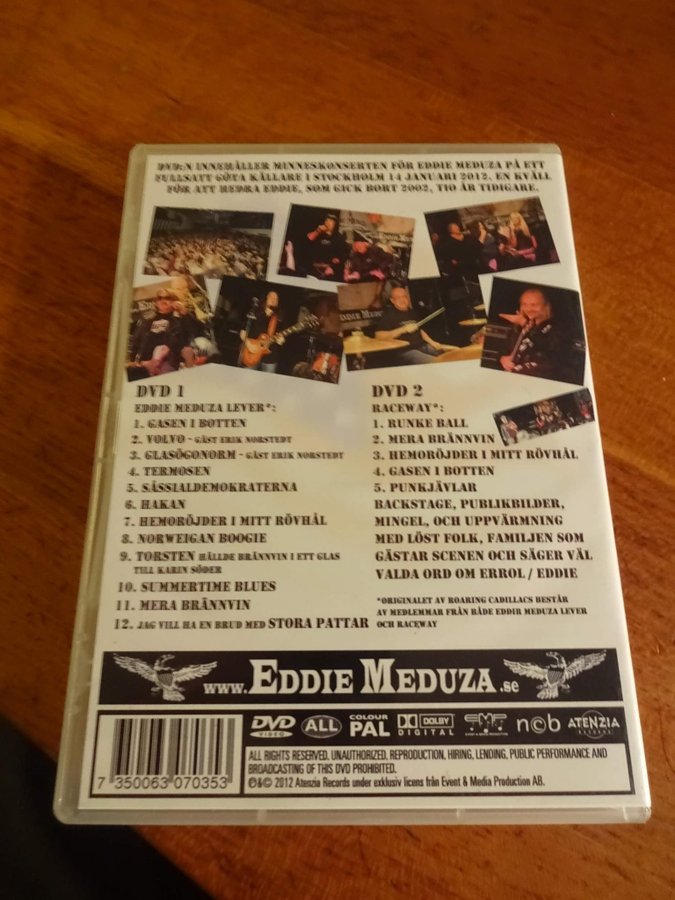 DVD:N INNEHÅLLER MINNESKONSERTEN FÖR EDDIE MEDUZA PÅ ETT
FULLSATT GÖTA KÄLLARE I STOCKHOLM 14 JANUARI 2012. EN KVÄLL
FÖR ATT HEDRA EDDIE, SOM GICK BORT 2002, TIO ÅR TIDIGARE.
DVD 1
EDDIE MEDUZA LEVER*:
1. GASEN I BOTTEN
2. VOLVO - GÄST ERIK NORSTEDT
3. GLASÖGONORM - GÄST ERIK NORSTEDT
4. TERMOSEN
5. SÅSSIALDEMOKRATERNA
6. HAKAN
7. HEMORÖJDER I MITT RÖVHÅL
8. NORWEIGAN BOOGIE
9. TORSTEN HÄLLDE BRÄNNVIN I ETT GLAS
TILL KARIN SÖDER
10. SUMMERTIME BLUES
11. MERA BRÄNNVIN
12. JAG VILL HA EN BRUD MED STORA PATTAR
DVD 2
RACEWAY*:
1. RUNKE BALL
2. MERA BRÄNNVIN
3. HEMORÖJDER I MITT RÖVHÅL
4. GASEN I BOTTEN
5. PUNKJÄVLAR
BACKSTAGE, PUBLIKBILDER,
MINGEL, OCH UPPVÄRMNING
MED LÖST FOLK, FAMILJEN SOM
GÄSTAR SCENEN OCH SÄGER VÄL
VALDA ORD OM ERROL / EDDIE
*ORIGINALET AV ROARING CADILLACS BESTÅR
AV MEDLEMMAR FRÅN BÅDE EDDIR MEDUZA LEVER
OCH RACEWAY
www.EDDIE MEDUZA.se
DVD VIDEO ALL COLOUR PAL DOLBY DIGITAL EMP ncb ATENZIA RECORDS
7 350063 070353
ALL RIGHTS RESERVED. UNAUTHORIZED, REPRODUCTION, HIRING, LENDING, PUBLIC PERFORMANCE AND
BROADCASTING OF THIS DVD PROHIBITED.
℗&© 2012 Atenzia Records under exklusiv licens från Event & Media Production AB.